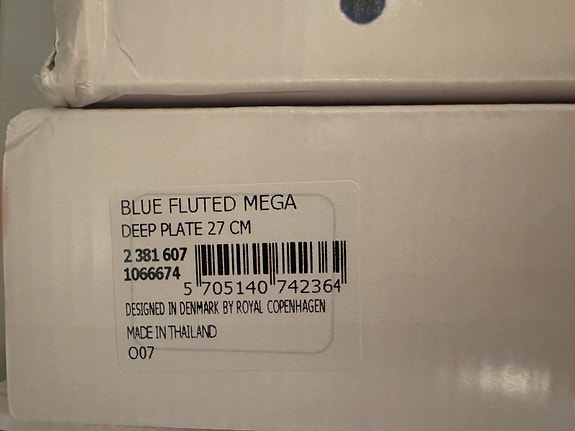 BLUE FLUTED MEGA
DEEP PLATE 27 CM
2 381 607
1066674
5 705140 742364
DESIGNED IN DENMARK BY ROYAL COPENHAGEN
MADE IN THAILAND
O07